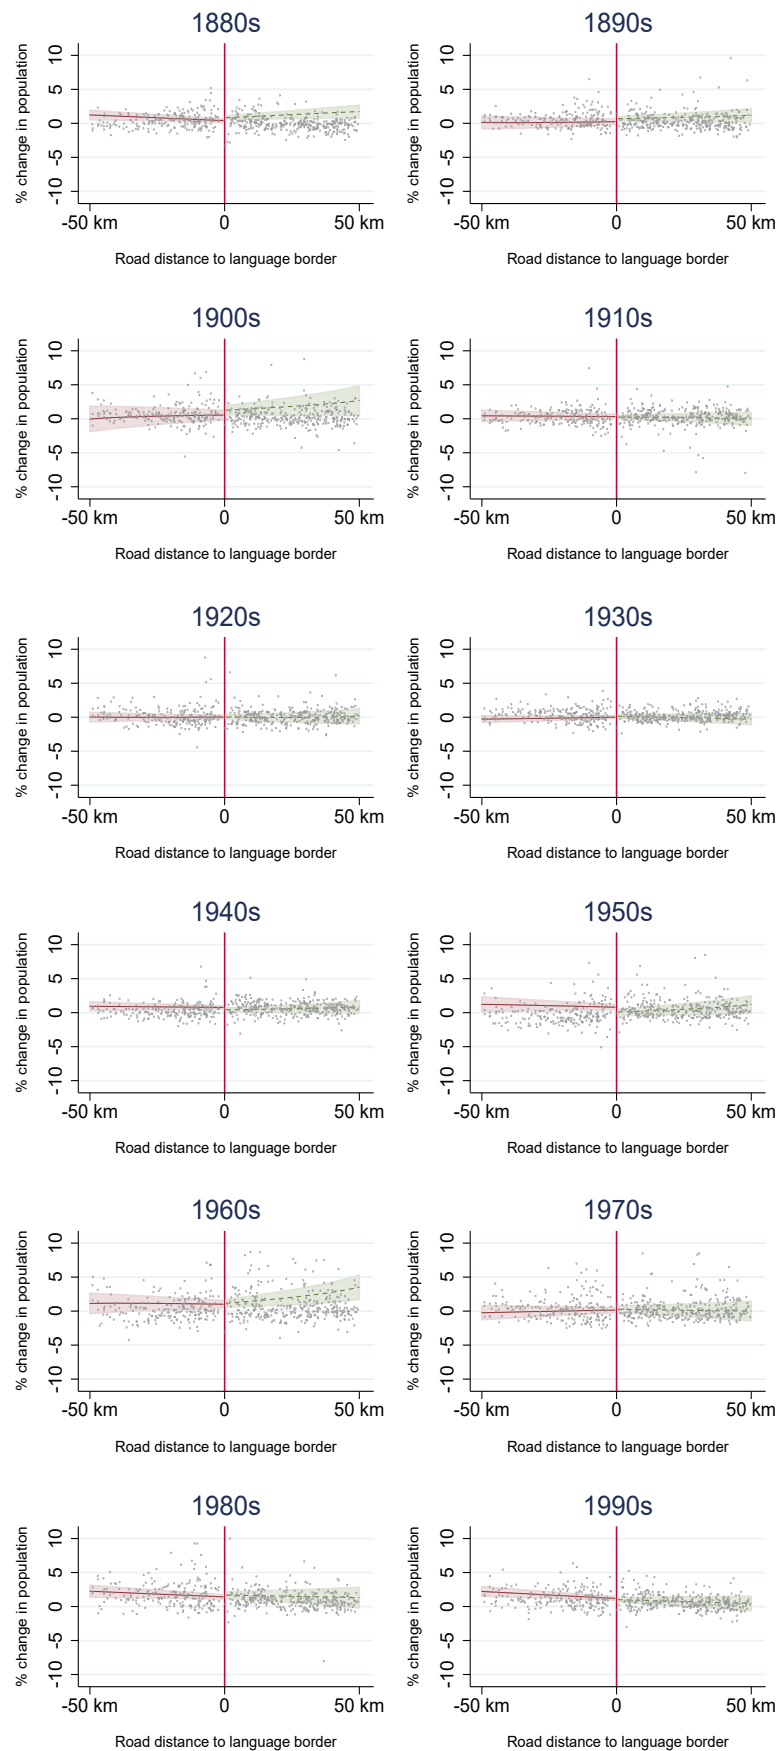 1880s
% change in population
10
5
0
-5
-10
-50 km 0 50 km
Road distance to language border
1890s
% change in population
10
5
0
-5
-10
-50 km 0 50 km
Road distance to language border
1900s
% change in population
10
5
0
-5
-10
-50 km 0 50 km
Road distance to language border
1910s
% change in population
10
5
0
-5
-10
-50 km 0 50 km
Road distance to language border
1920s
% change in population
10
5
0
-5
-10
-50 km 0 50 km
Road distance to language border
1930s
% change in population
10
5
0
-5
-10
-50 km 0 50 km
Road distance to language border
1940s
% change in population
10
5
0
-5
-10
-50 km 0 50 km
Road distance to language border
1950s
% change in population
10
5
0
-5
-10
-50 km 0 50 km
Road distance to language border
1960s
% change in population
10
5
0
-5
-10
-50 km 0 50 km
Road distance to language border
1970s
% change in population
10
5
0
-5
-10
-50 km 0 50 km
Road distance to language border
1980s
% change in population
10
5
0
-5
-10
-50 km 0 50 km
Road distance to language border
1990s
% change in population
10
5
0
-5
-10
-50 km 0 50 km
Road distance to language border